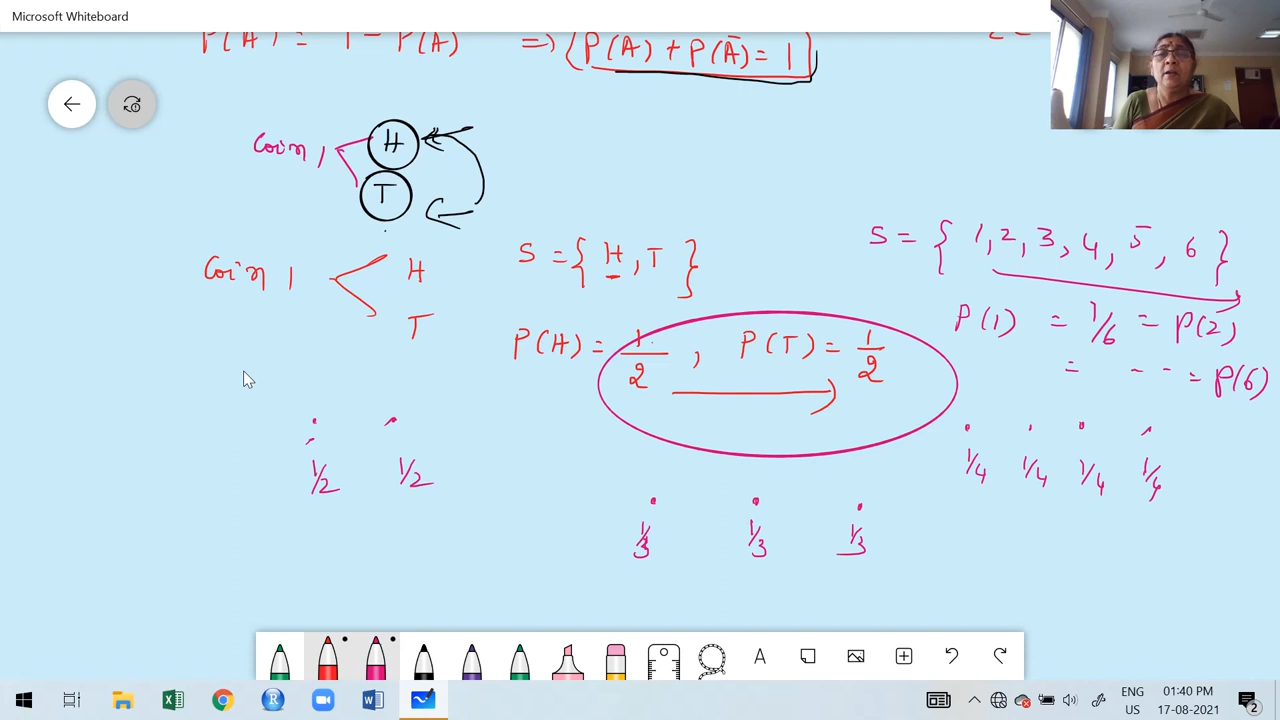 Microsoft Whiteboard
P(Ā) = 1 - P(A) => {P(A) + P(Ā) = 1}
Coin 1 H
T
Coin 1 H
T
S = { H, T }
P(H) = 1/2 , P(T) = 1/2
S = { 1, 2, 3, 4, 5, 6 }
P(1) = 1/6 = P(2)
= - - = P(6)
1/2 1/2
1/3 1/3 1/3
1/4 1/4 1/4 1/4
A
ENG
US
01:40 PM
17-08-2021
2